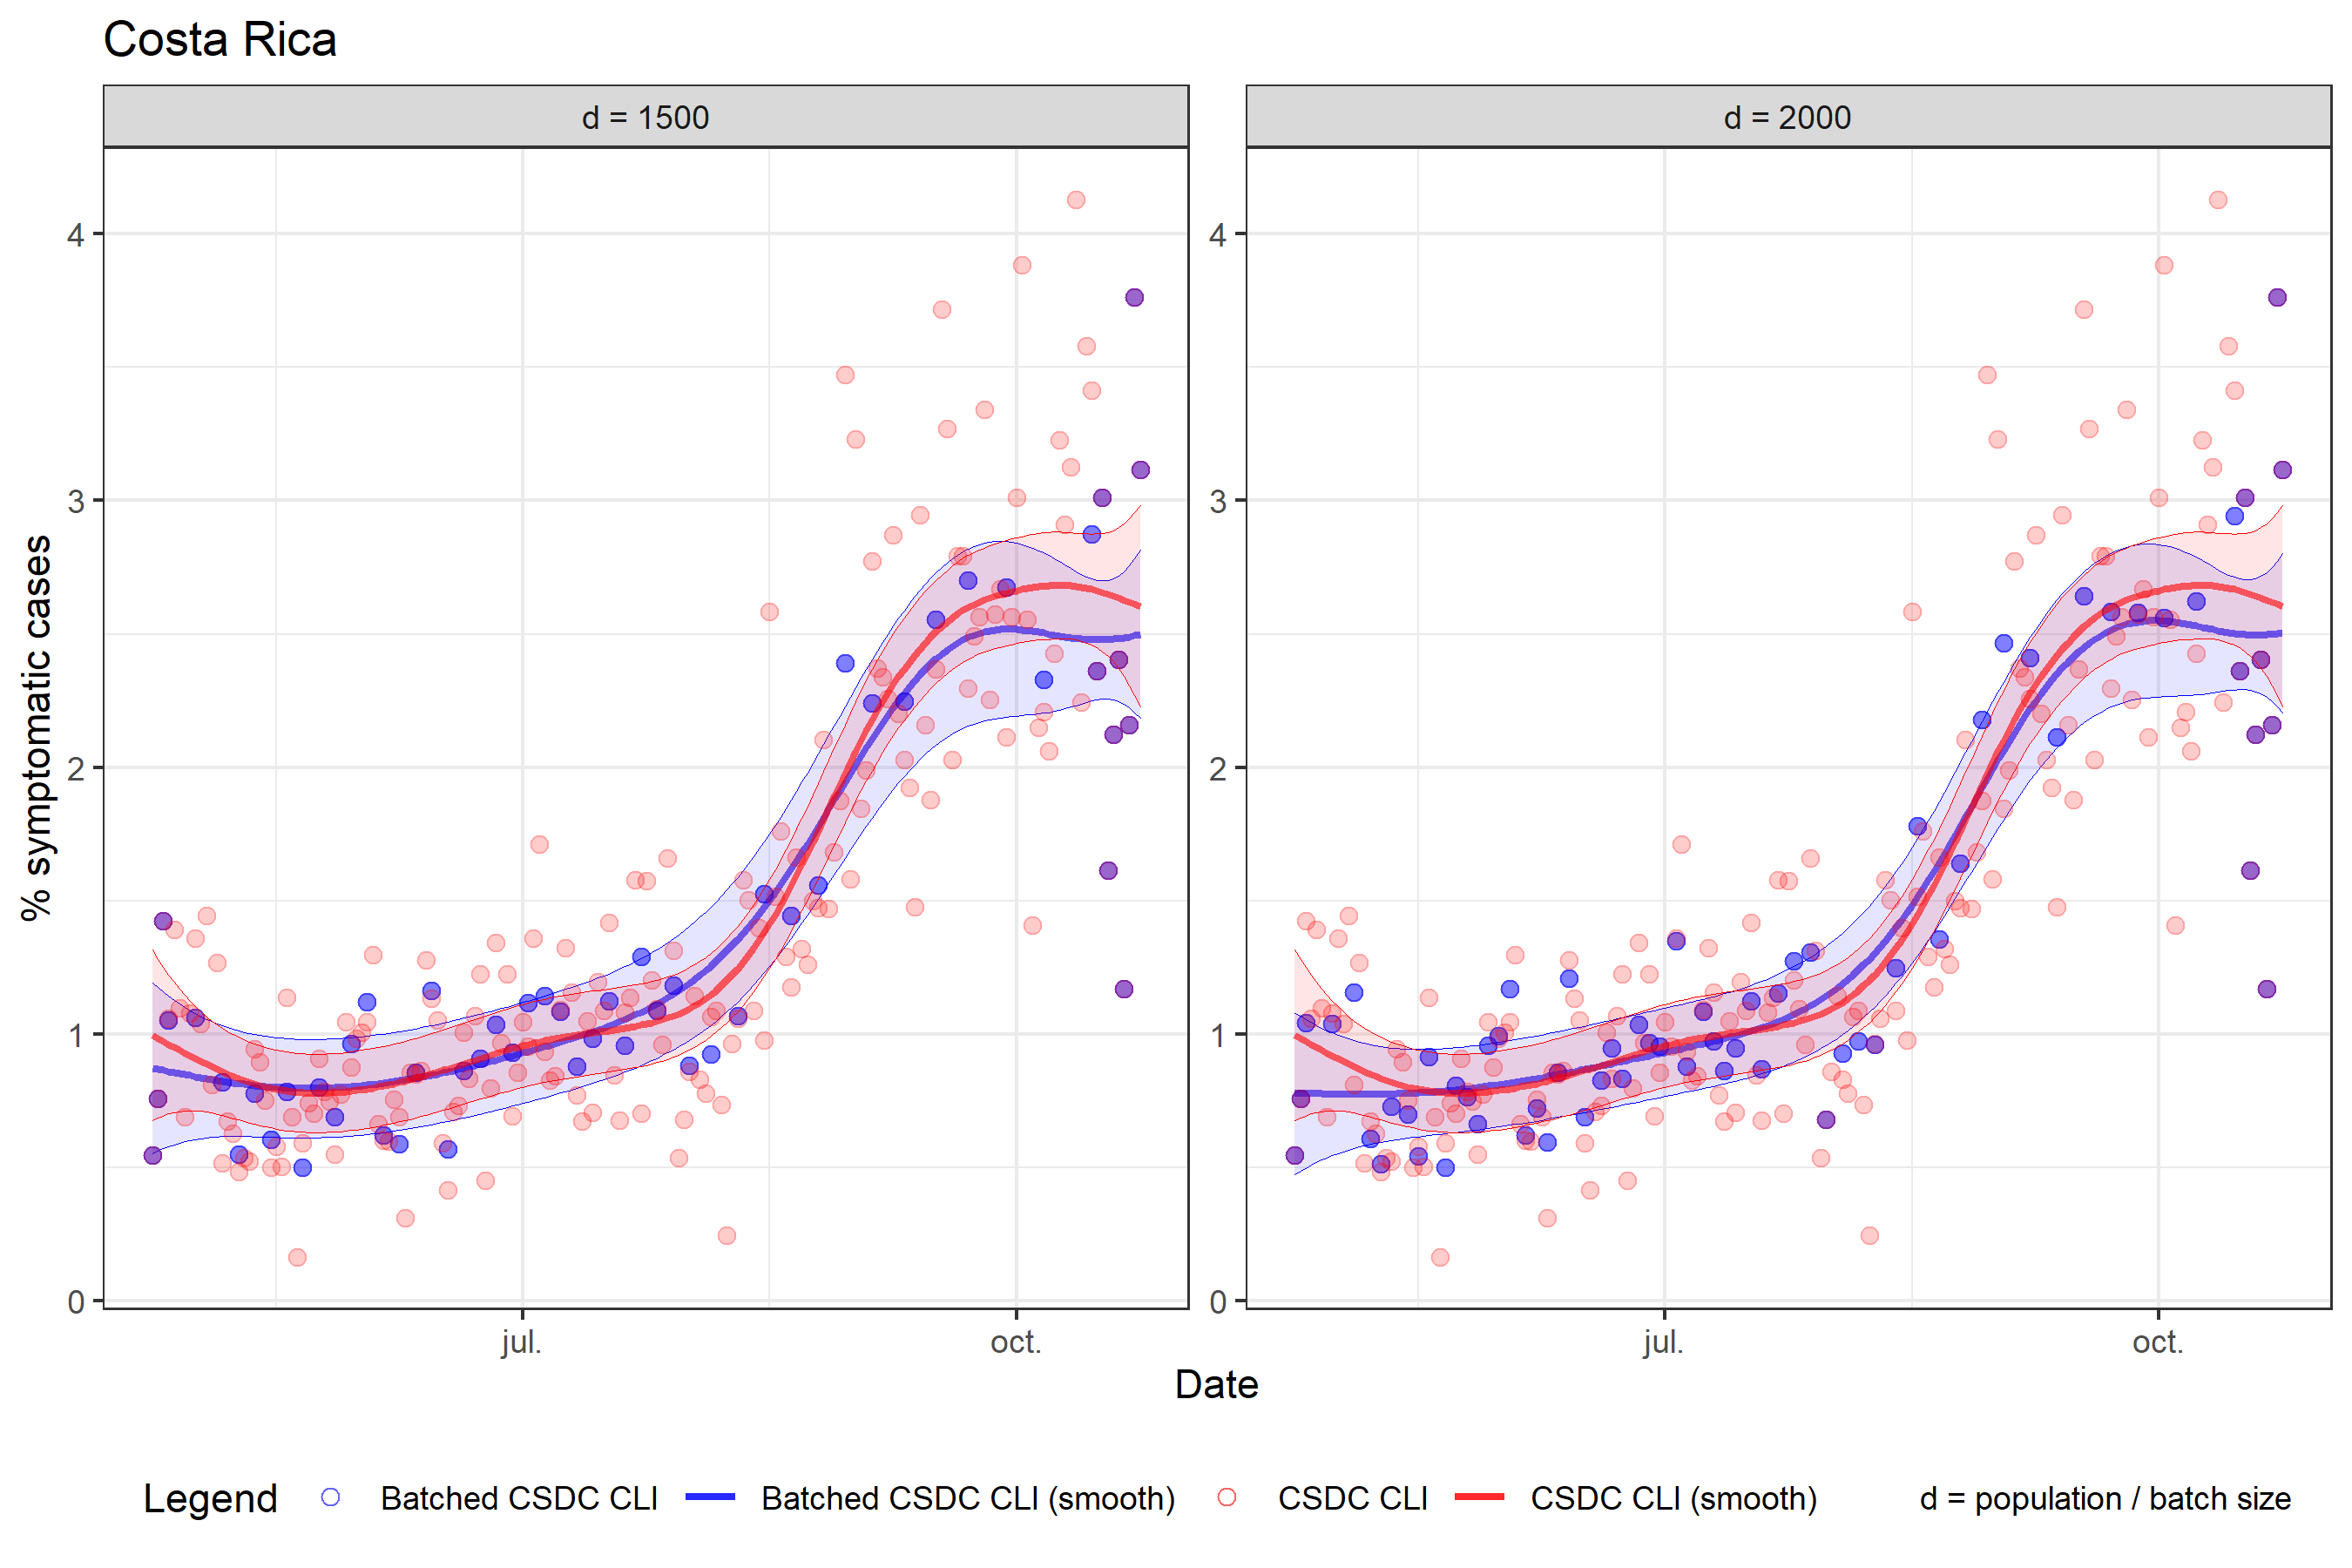 Costa Rica
d = 1500
d = 2000
% symptomatic cases
4
3
2
1
0
4
3
2
1
0
jul.
oct.
jul.
oct.
Date
Legend
Batched CSDC CLI
Batched CSDC CLI (smooth)
CSDC CLI
CSDC CLI (smooth)
d = population / batch size